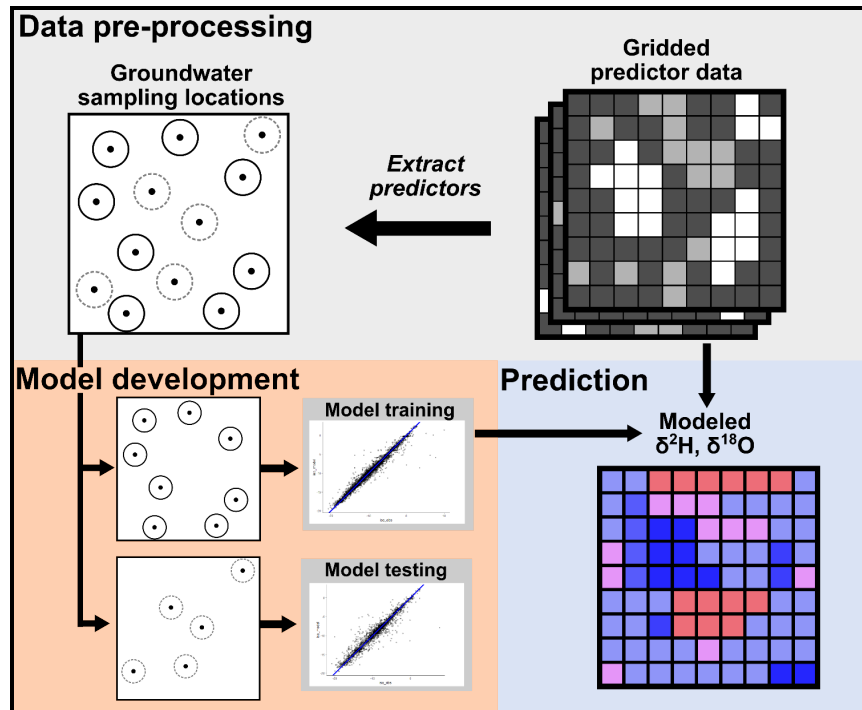 Data pre-processing
Groundwater
sampling locations
Gridded
predictor data
Extract
predictors
Model development
Prediction
Model training
Modeled
δ²H, δ¹⁸O
Model testing